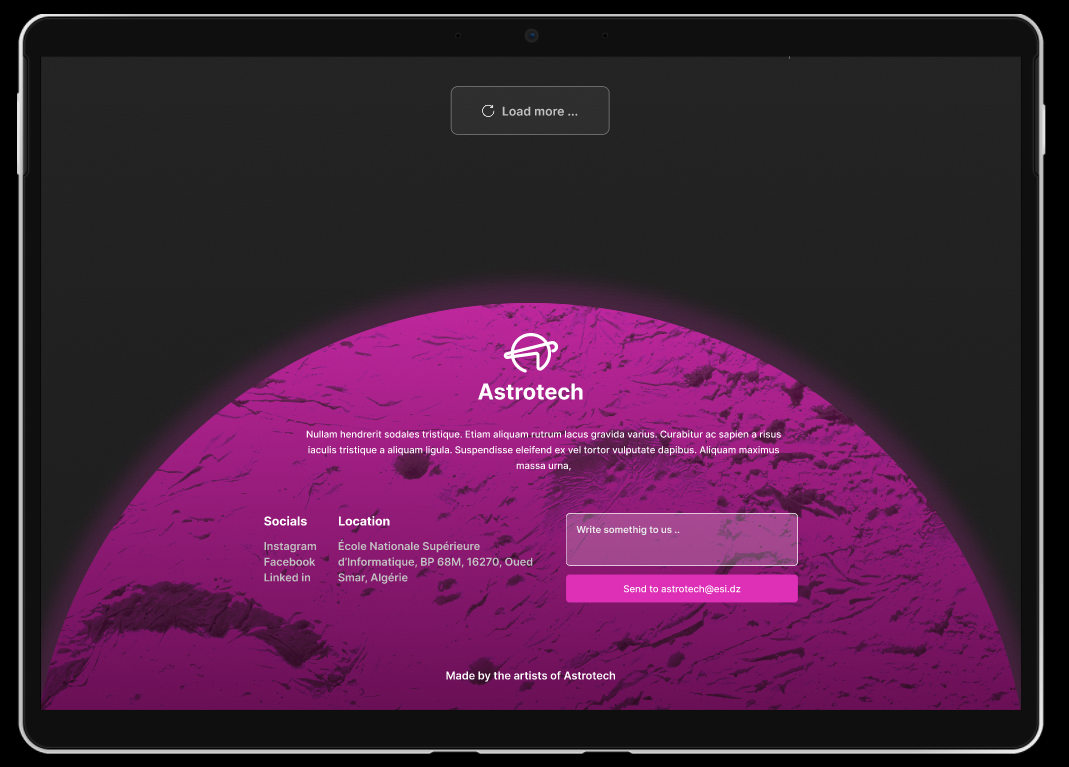 Load more ...
Astrotech
Nullam hendrerit sodales tristique. Etiam aliquam rutrum lacus gravida varius. Curabitur ac sapien a risus
iaculis tristique a aliquam ligula. Suspendisse eleifend ex vel tortor vulputate dapibus. Aliquam maximus
massa urna,
Socials
Instagram
Facebook
Linked in
Location
École Nationale Supérieure
d'Informatique, BP 68M, 16270, Oued
Smar, Algérie
Write somethig to us ..
Send to astrotech@esi.dz
Made by the artists of Astrotech